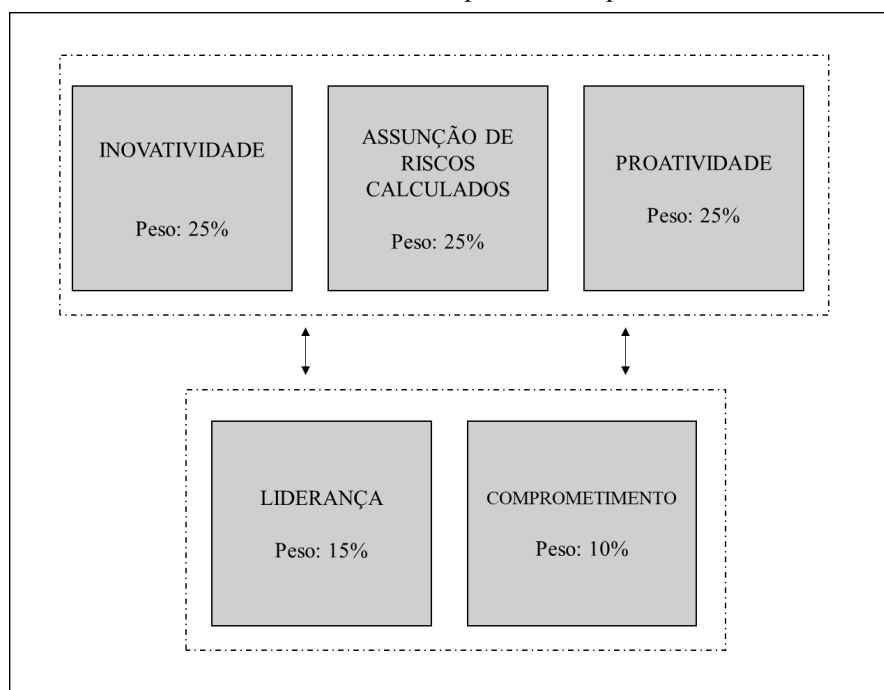 INOVATIVIDADE
Peso: 25%
ASSUNÇÃO DE
RISCOS
CALCULADOS
Peso: 25%
PROATIVIDADE
Peso: 25%
LIDERANÇA
Peso: 15%
COMPROMETIMENTO
Peso: 10%